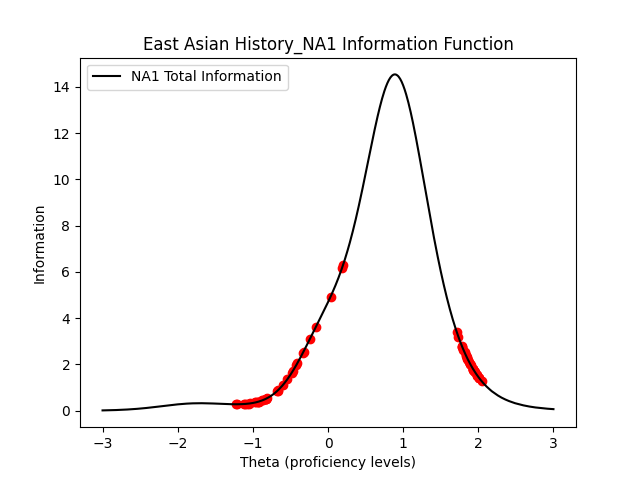 East Asian History_NA1 Information Function
NA1 Total Information
Information
14
12
10
8
6
4
2
0
−3 −2 −1 0 1 2 3
Theta (proficiency levels)